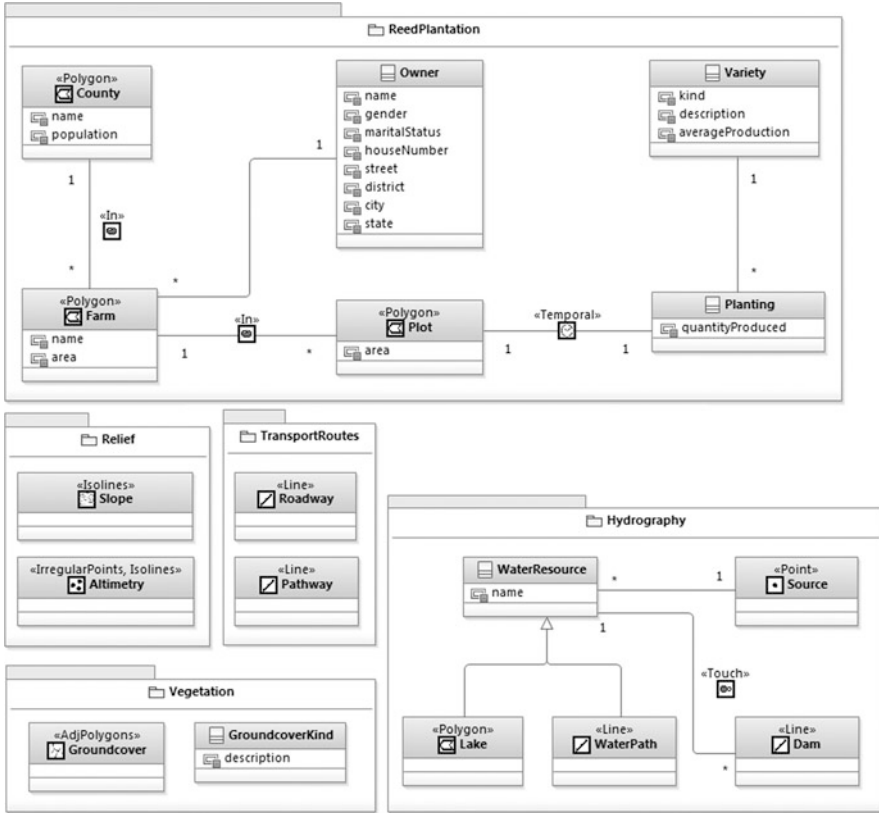 ReedPlantation
«Polygon»
County
name
population
1
«In»
*
«Polygon»
Farm
name
area
Owner
name
gender
maritalStatus
houseNumber
street
district
city
state
1
*
«In»
1
*
«Polygon»
Plot
area
«Temporal»
1
1
Variety
kind
description
averageProduction
1
*
Planting
quantityProduced
Relief
«Isolines»
Slope
«IrregularPoints, Isolines»
Altimetry
TransportRoutes
«Line»
Roadway
«Line»
Pathway
Vegetation
«AdjPolygons»
Groundcover
GroundcoverKind
description
Hydrography
WaterResource
name
*
1
«Point»
Source
1
«Touch»
*
«Polygon»
Lake
«Line»
WaterPath
«Line»
Dam